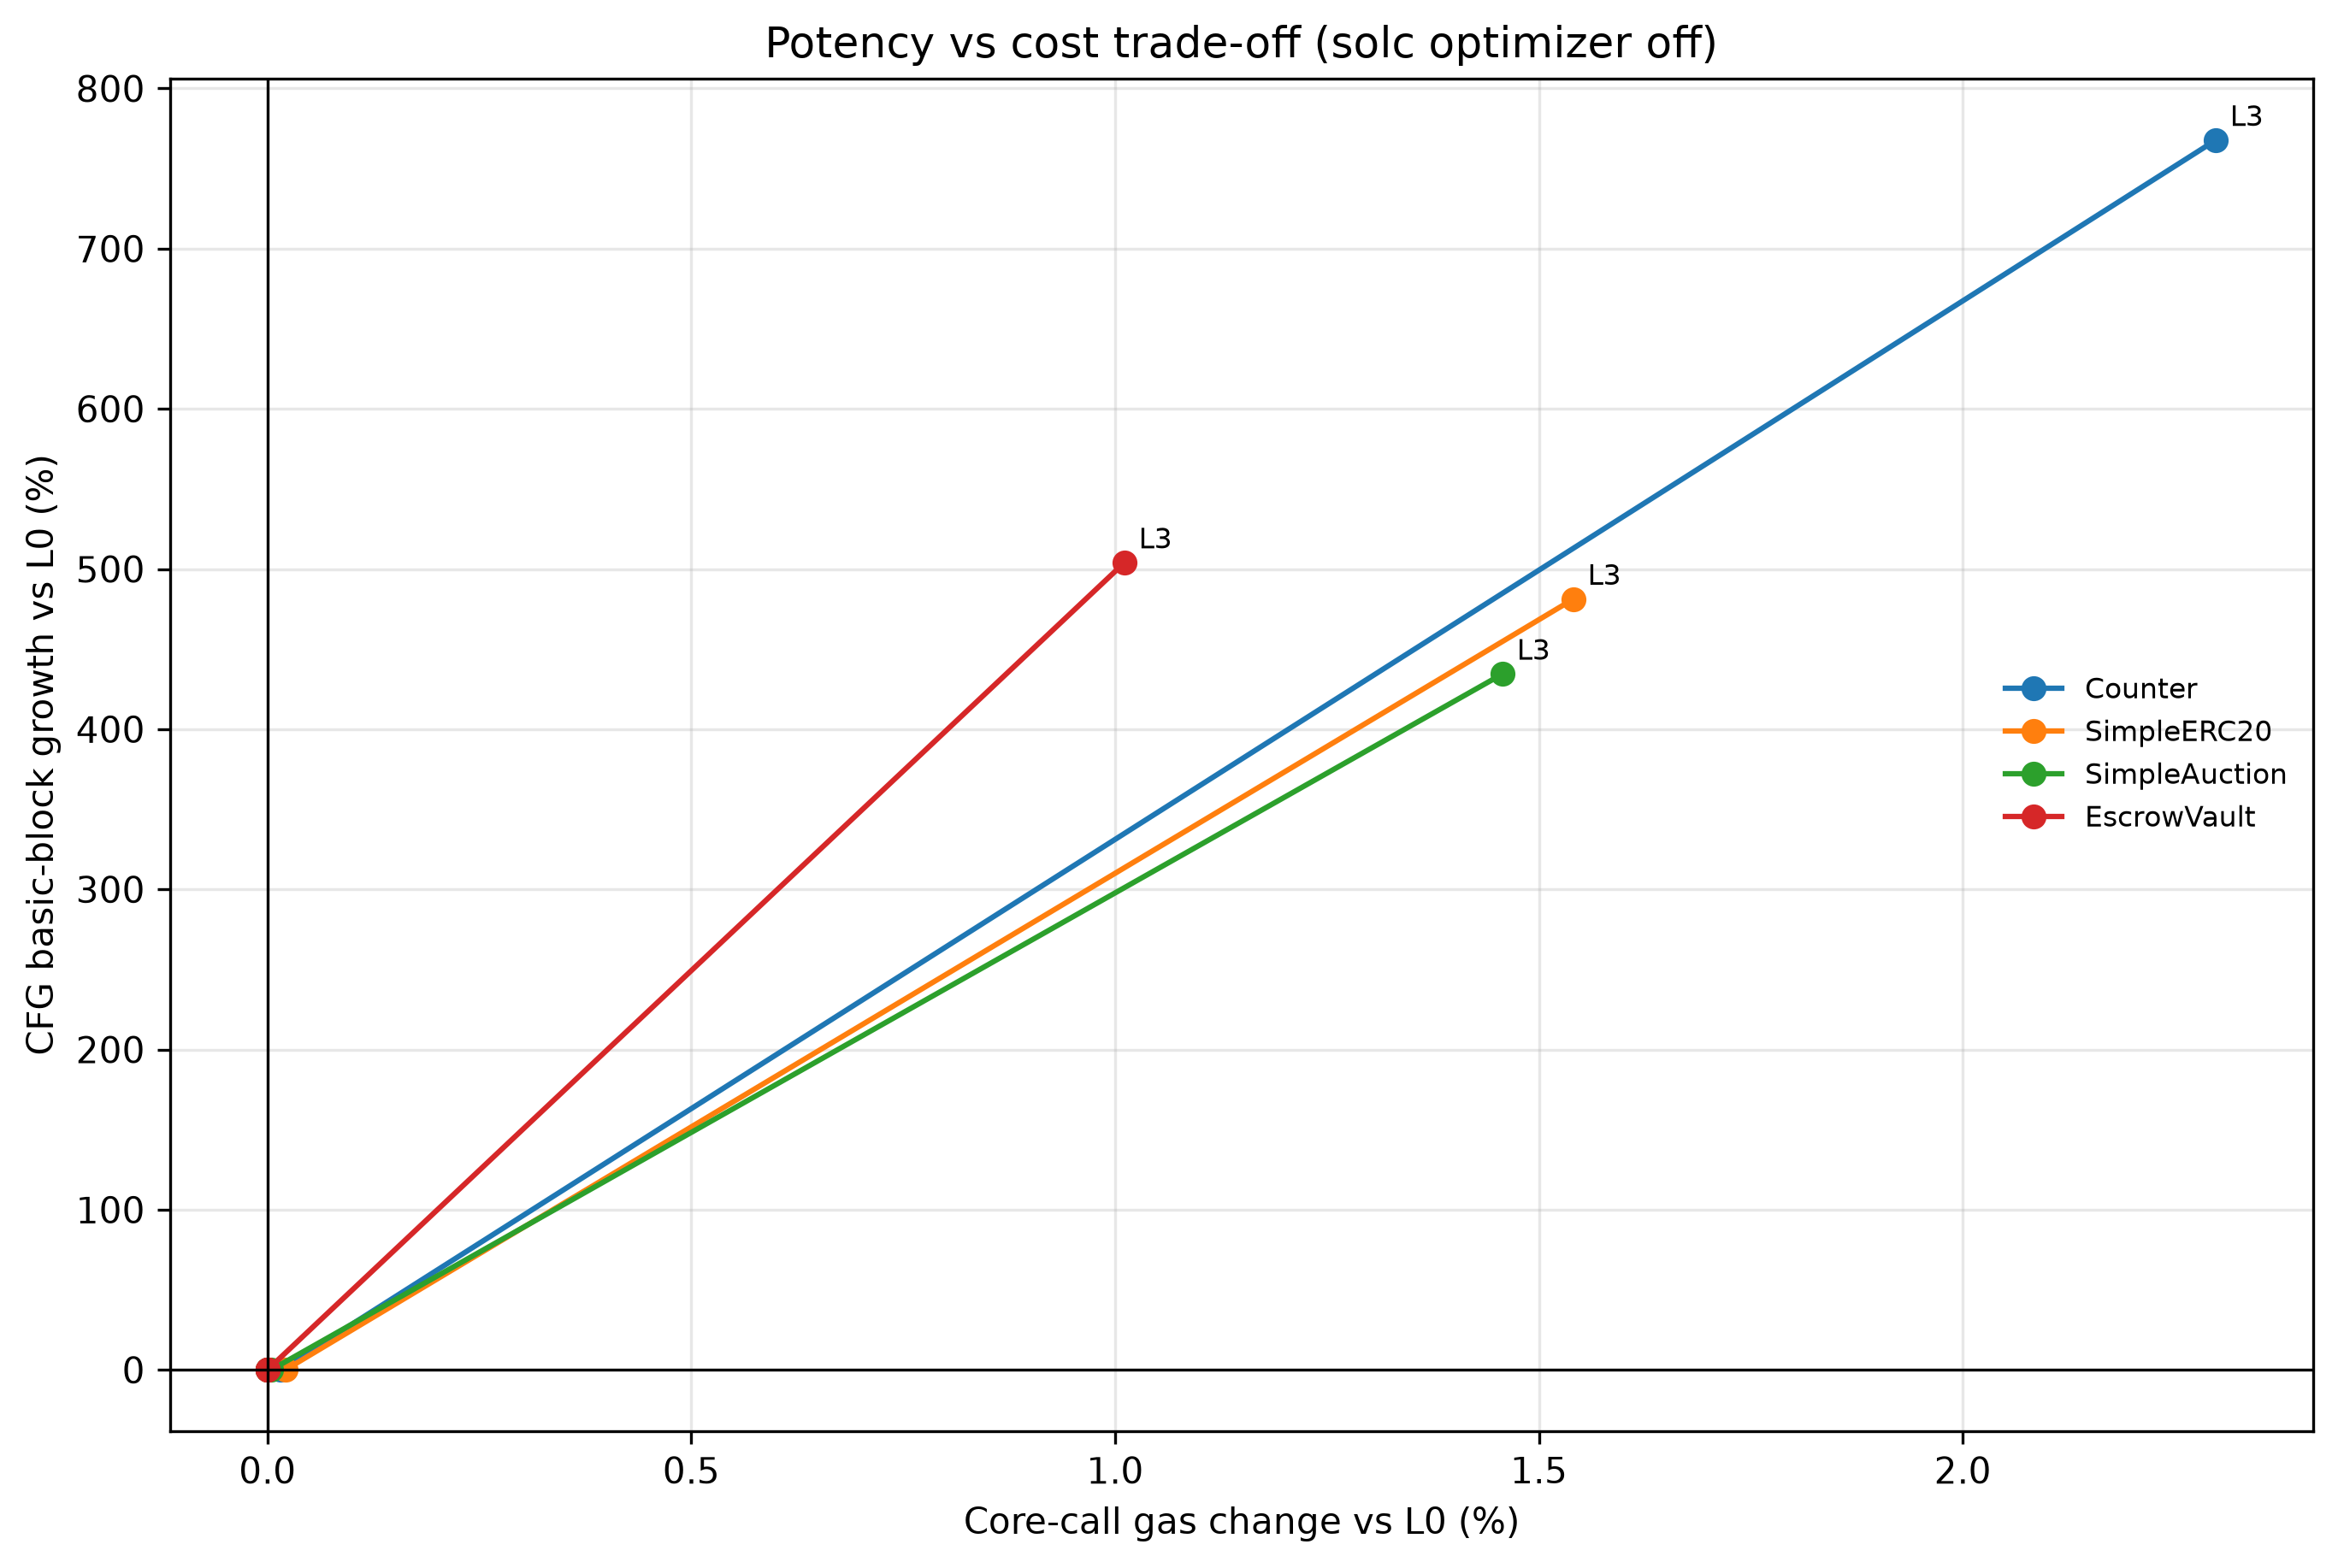 Potency vs cost trade-off (solc optimizer off)
CFG basic-block growth vs L0 (%)
800
700
600
500
400
300
200
100
0
L3
L3
L3
L3
Counter
SimpleERC20
SimpleAuction
EscrowVault
0.0 0.5 1.0 1.5 2.0
Core-call gas change vs L0 (%)